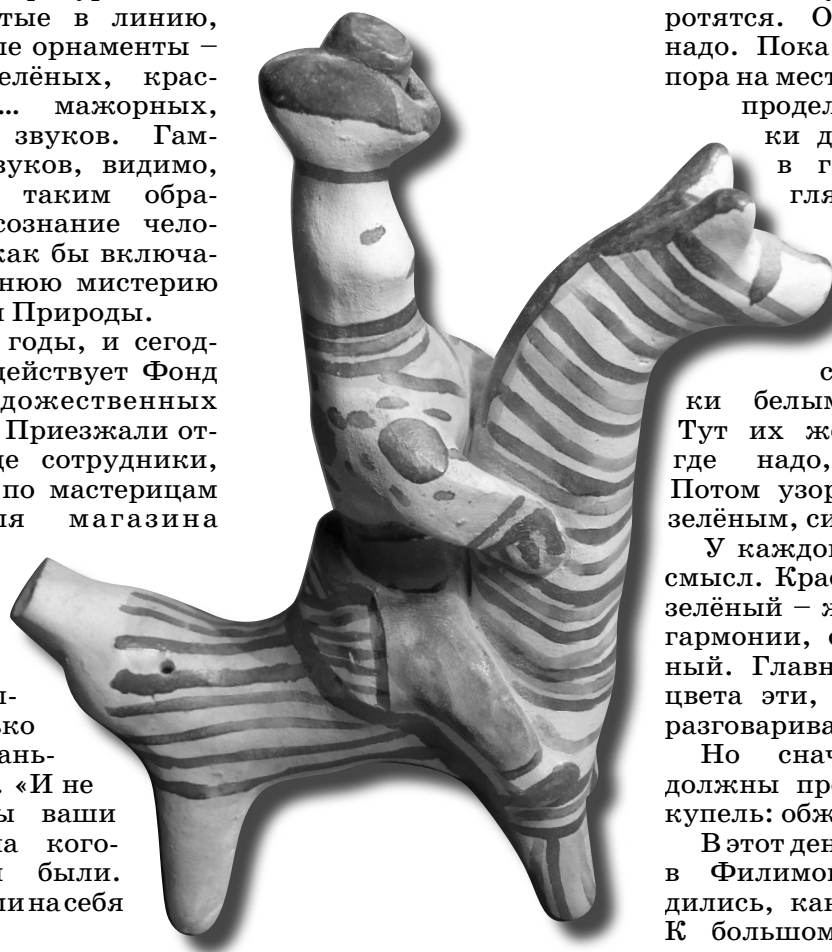 тые в линию,
ые орнаменты –
елёных, крас-
... мажорных,
звуков. Гам-
вуков, видимо,
таким обра-
сознание чело-
как бы включа-
нюю мистерию
и Природы.
годы, и сегод-
действует Фонд
дожественных
Приезжали от-
де сотрудники,
по мастерицам
ля магазина
ько
ань-
. «И не
ы ваши
на кого-
были.
ли на себя
ротятся. О
надо. Пока
пора на мест
продел
ки д
в г
гля
с
ки белым
Тут их же
где надо,
Потом узор
зелёным, си
У каждо
смысл. Крас
зелёный – ж
гармонии, с
ный. Главн
цвета эти,
разговарива
Но снач
должны про
купель: обж
В этот ден
в Филимо
дились, как
К большом